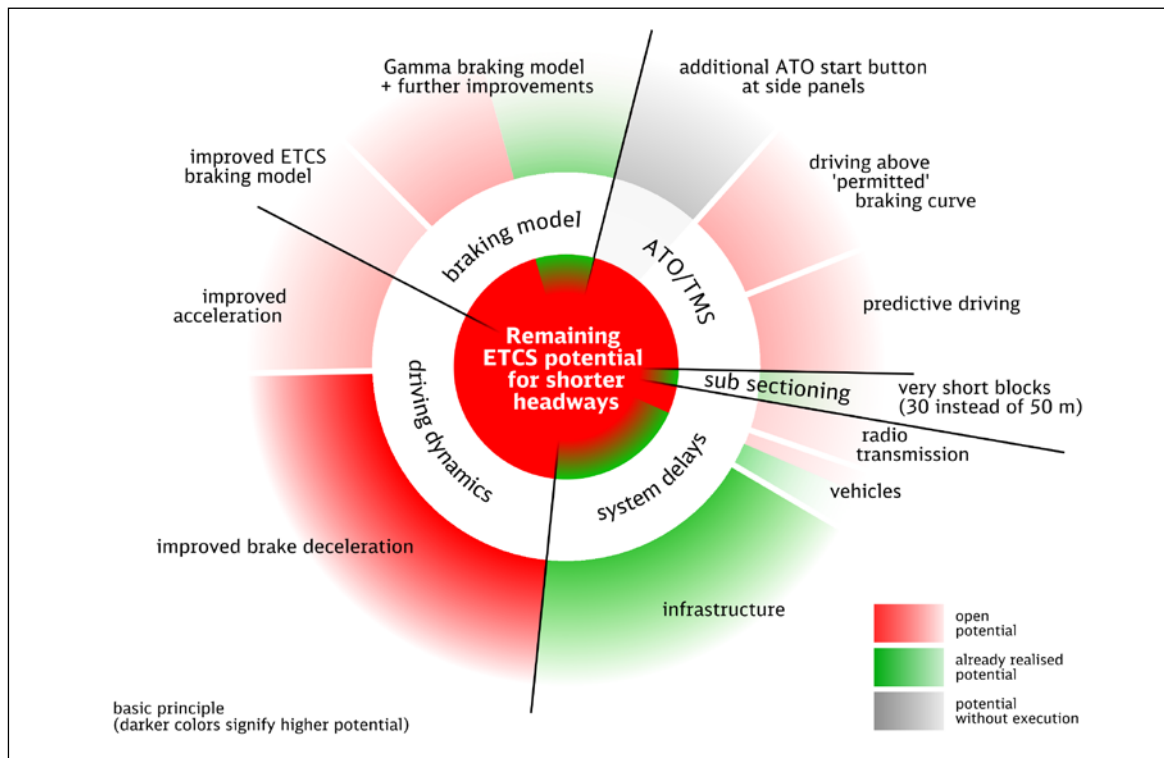 Gamma braking model
+ further improvements
additional ATO start button
at side panels
improved ETCS
braking model
driving above
'permitted'
braking curve
braking model
ATO/TMS
improved
acceleration
predictive driving
Remaining
ETCS potential
for shorter
headways
sub sectioning
very short blocks
(30 instead of 50 m)
driving dynamics
radio
transmission
system delays
vehicles
improved brake deceleration
infrastructure
open
potential
already realised
potential
potential
without execution
basic principle
(darker colors signify higher potential)